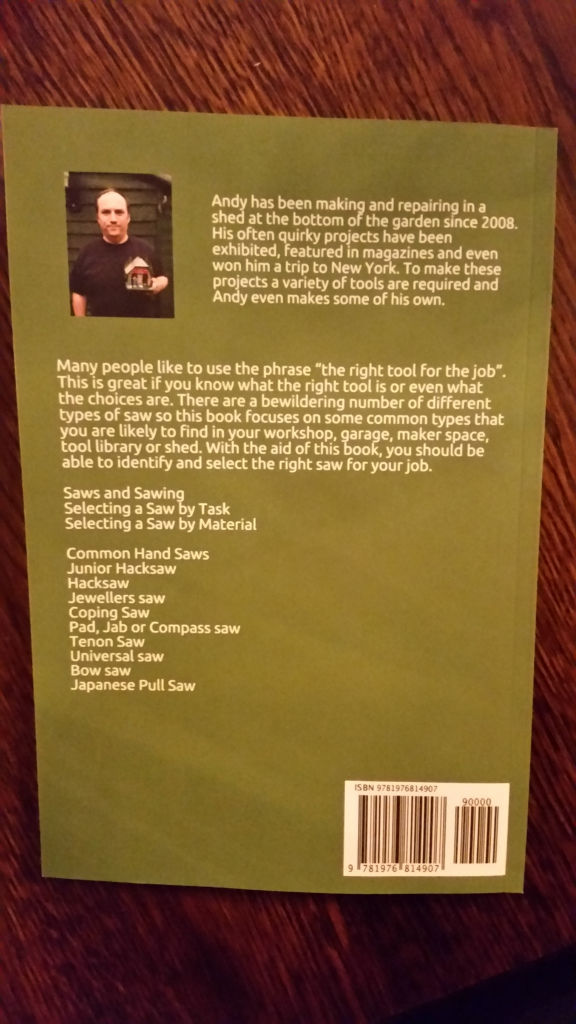 Andy has been making and repairing in a
shed at the bottom of the garden since 2008.
His often quirky projects have been
exhibited, featured in magazines and even
won him a trip to New York. To make these
projects a variety of tools are required and
Andy even makes some of his own.
Many people like to use the phrase “the right tool for the job”.
This is great if you know what the right tool is or even what
the choices are. There are a bewildering number of different
types of saw so this book focuses on some common types that
you are likely to find in your workshop, garage, maker space,
tool library or shed. With the aid of this book, you should be
able to identify and select the right saw for your job.
Saws and Sawing
Selecting a Saw by Task
Selecting a Saw by Material
Common Hand Saws
Junior Hacksaw
Hacksaw
Jewellers saw
Coping Saw
Pad, Jab or Compass saw
Tenon Saw
Universal saw
Bow saw
Japanese Pull Saw
ISBN 9781976814907
90000
9 781976 814907